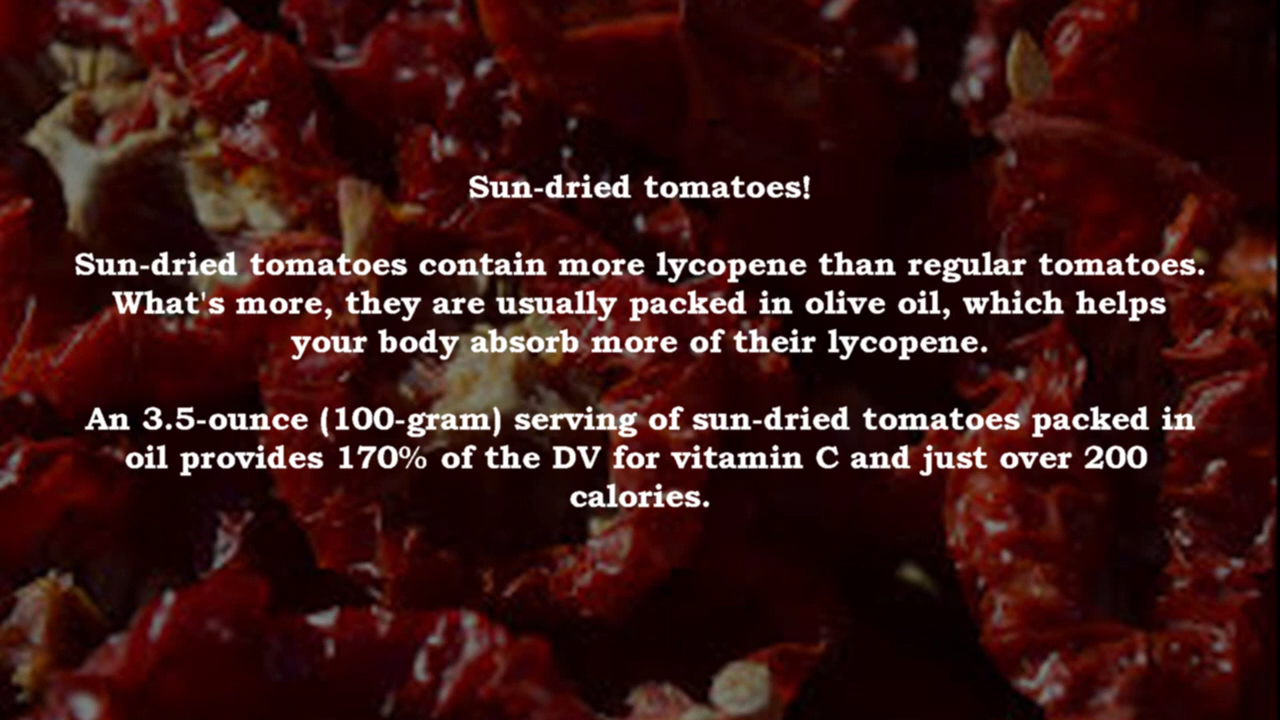 Sun-dried tomatoes!
Sun-dried tomatoes contain more lycopene than regular tomatoes.
What's more, they are usually packed in olive oil, which helps
your body absorb more of their lycopene.
An 3.5-ounce (100-gram) serving of sun-dried tomatoes packed in
oil provides 170% of the DV for vitamin C and just over 200
calories.